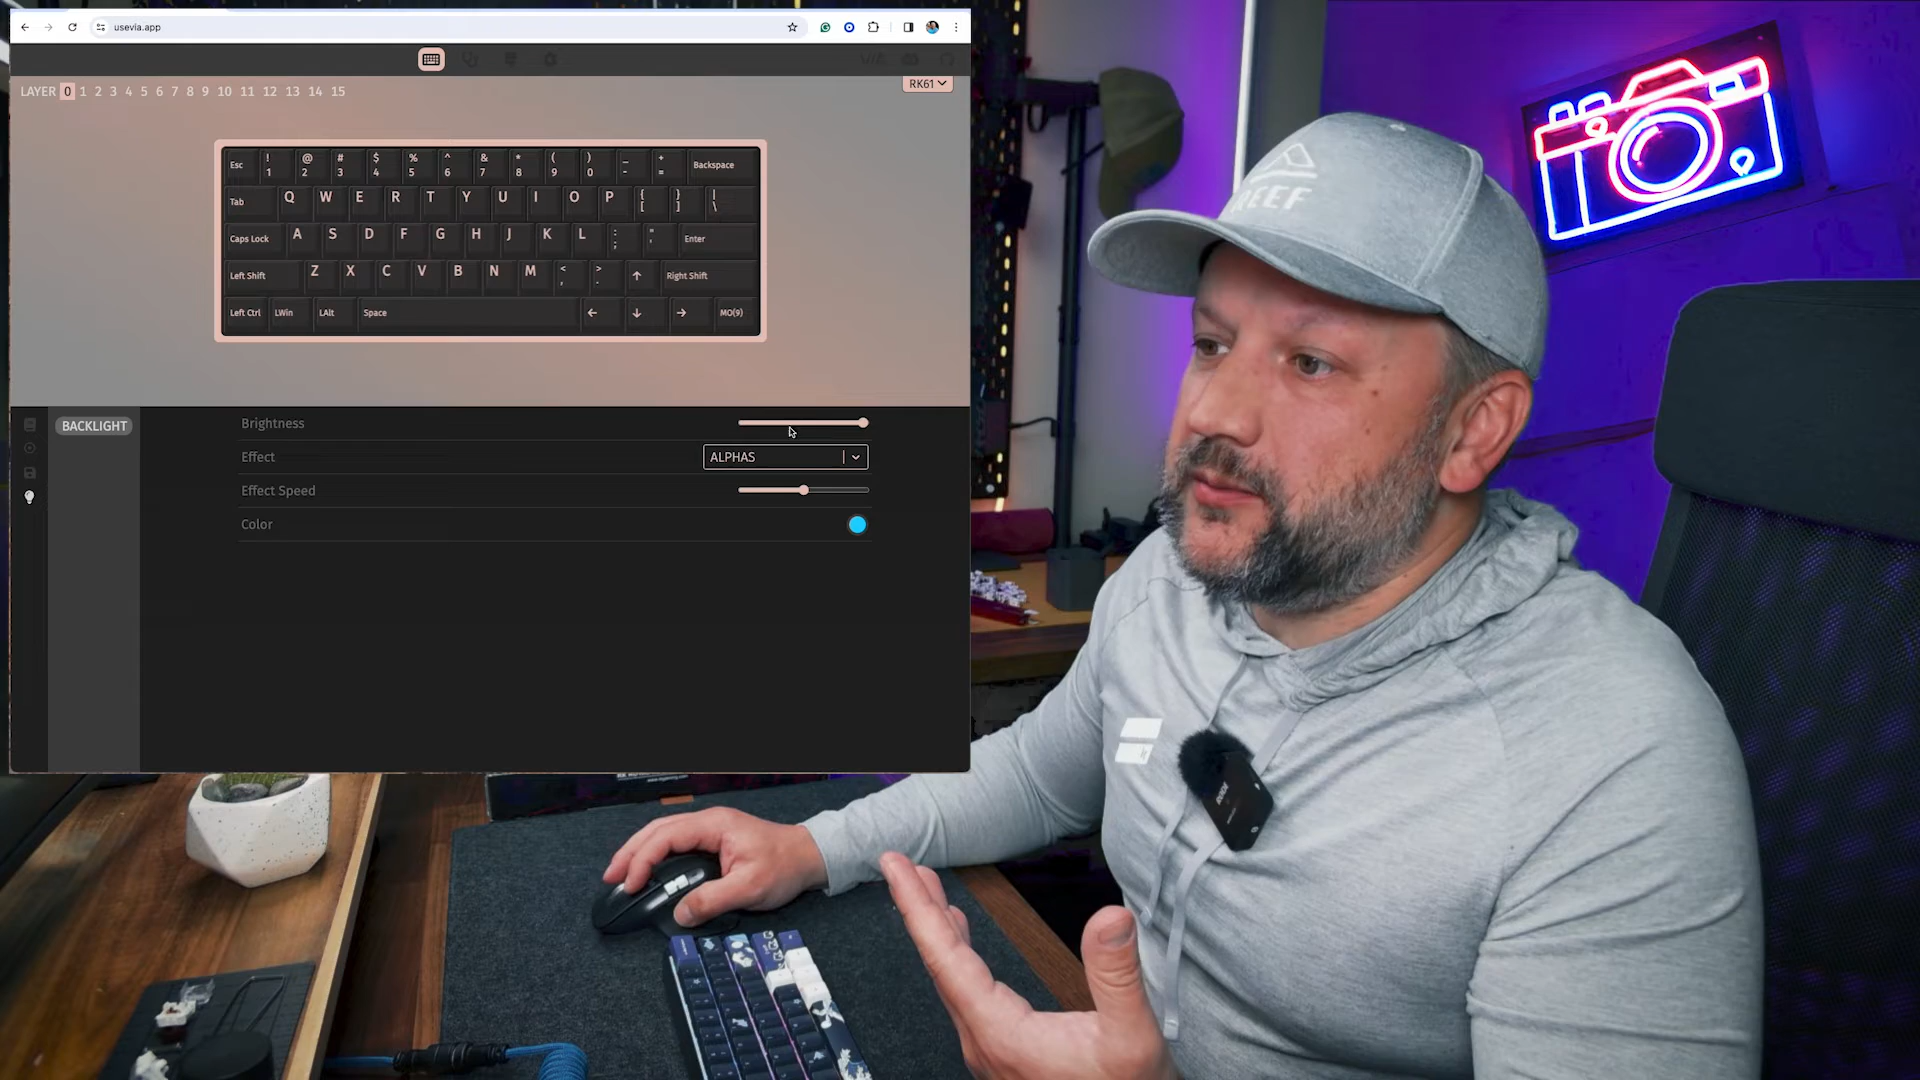 usevia.app
LAYER 0 1 2 3 4 5 6 7 8 9 10 11 12 13 14 15
RK61
Esc ! 1 @ 2 # 3 $ 4 % 5 ^ 6 & 7 * 8 ( 9 ) 0 _ - + = Backspace
Tab Q W E R T Y U I O P { [ } ] | \
Caps Lock A S D F G H J K L : ; " ' Enter
Left Shift Z X C V B N M < , > . ↑ Right Shift
Left Ctrl LWin LAlt Space ← ↓ → MO(9)
BACKLIGHT
Brightness
Effect ALPHAS
Effect Speed
Color
REEF
RODE